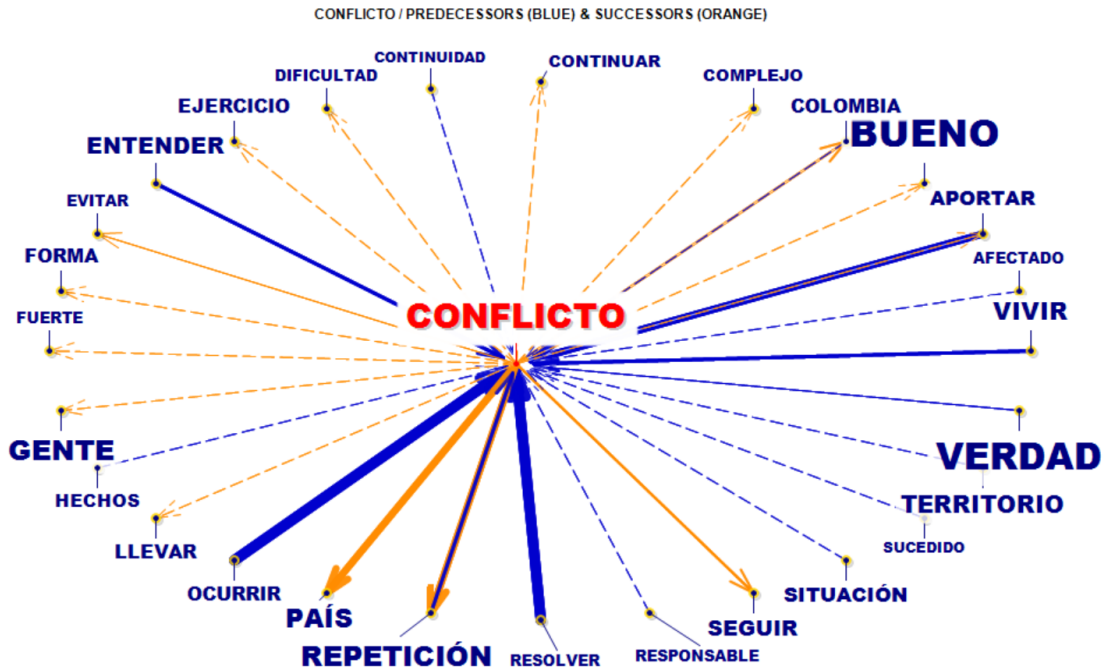 CONFLICTO / PREDECESSORS (BLUE) & SUCCESSORS (ORANGE)
CONTINUIDAD
CONTINUAR
DIFICULTAD
COMPLEJO
EJERCICIO
COLOMBIA
ENTENDER
BUENO
EVITAR
APORTAR
FORMA
AFECTADO
FUERTE
CONFLICTO
VIVIR
GENTE
VERDAD
HECHOS
TERRITORIO
LLEVAR
SUCEDIDO
OCURRIR
SITUACIÓN
PAÍS
SEGUIR
REPETICIÓN
RESOLVER
RESPONSABLE